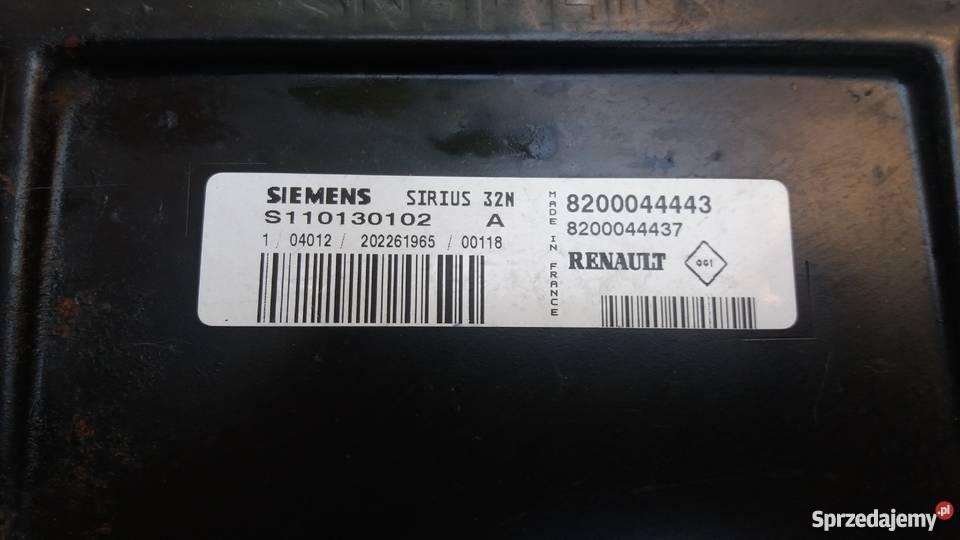 SIEMENS SIRIUS 32N
S110130102 A
1 / 04012 / 202261965 / 00118
MADE IN FRANCE
8200044443
8200044437
RENAULT
Sprzedajemy.pl